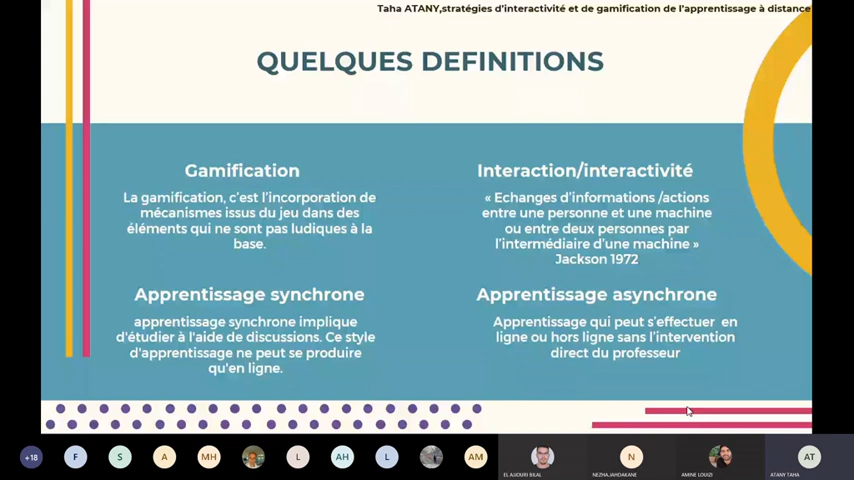 Taha ATANY,stratégies d'interactivité et de gamification de l'apprentissage à distance
QUELQUES DEFINITIONS
Gamification
La gamification, c'est l'incorporation de
mécanismes issus du jeu dans des
éléments qui ne sont pas ludiques à la
base.
Interaction/interactivité
« Echanges d'informations /actions
entre une personne et une machine
ou entre deux personnes par
l'intermédiaire d'une machine »
Jackson 1972
Apprentissage synchrone
apprentissage synchrone implique
d'étudier à l'aide de discussions. Ce style
d'apprentissage ne peut se produire
qu'en ligne.
Apprentissage asynchrone
Apprentissage qui peut s'effectuer en
ligne ou hors ligne sans l'intervention
direct du professeur
+18 F S A MH L AH L AM N AT
EL AJOURI BILAL NEZHA.JAHDAKANE AMINE LOUIZI ATANY TAHA